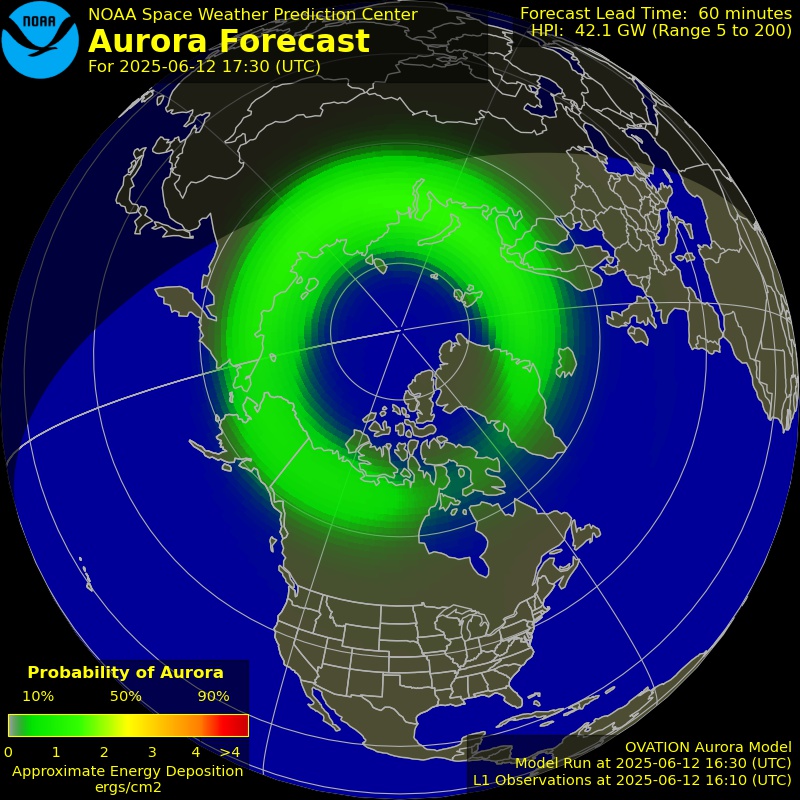 NOAA
NOAA Space Weather Prediction Center
Aurora Forecast
For 2025-06-12 17:30 (UTC)
Forecast Lead Time: 60 minutes
HPI: 42.1 GW (Range 5 to 200)
Probability of Aurora
10% 50% 90%
0 1 2 3 4 >4
Approximate Energy Deposition
ergs/cm2
OVATION Aurora Model
Model Run at 2025-06-12 16:30 (UTC)
L1 Observations at 2025-06-12 16:10 (UTC)